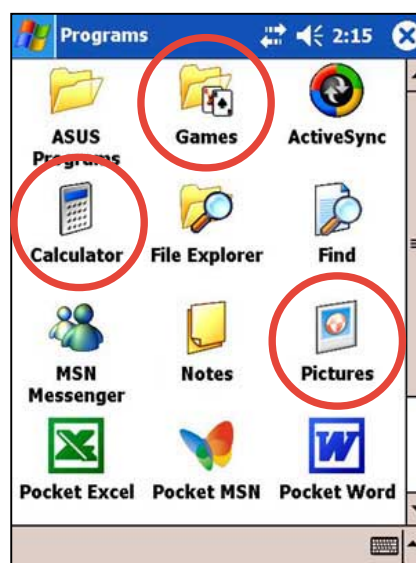 Programs 2:15
ASUS Programs
Games
ActiveSync
Calculator
File Explorer
Find
MSN Messenger
Notes
Pictures
Pocket Excel
Pocket MSN
Pocket Word